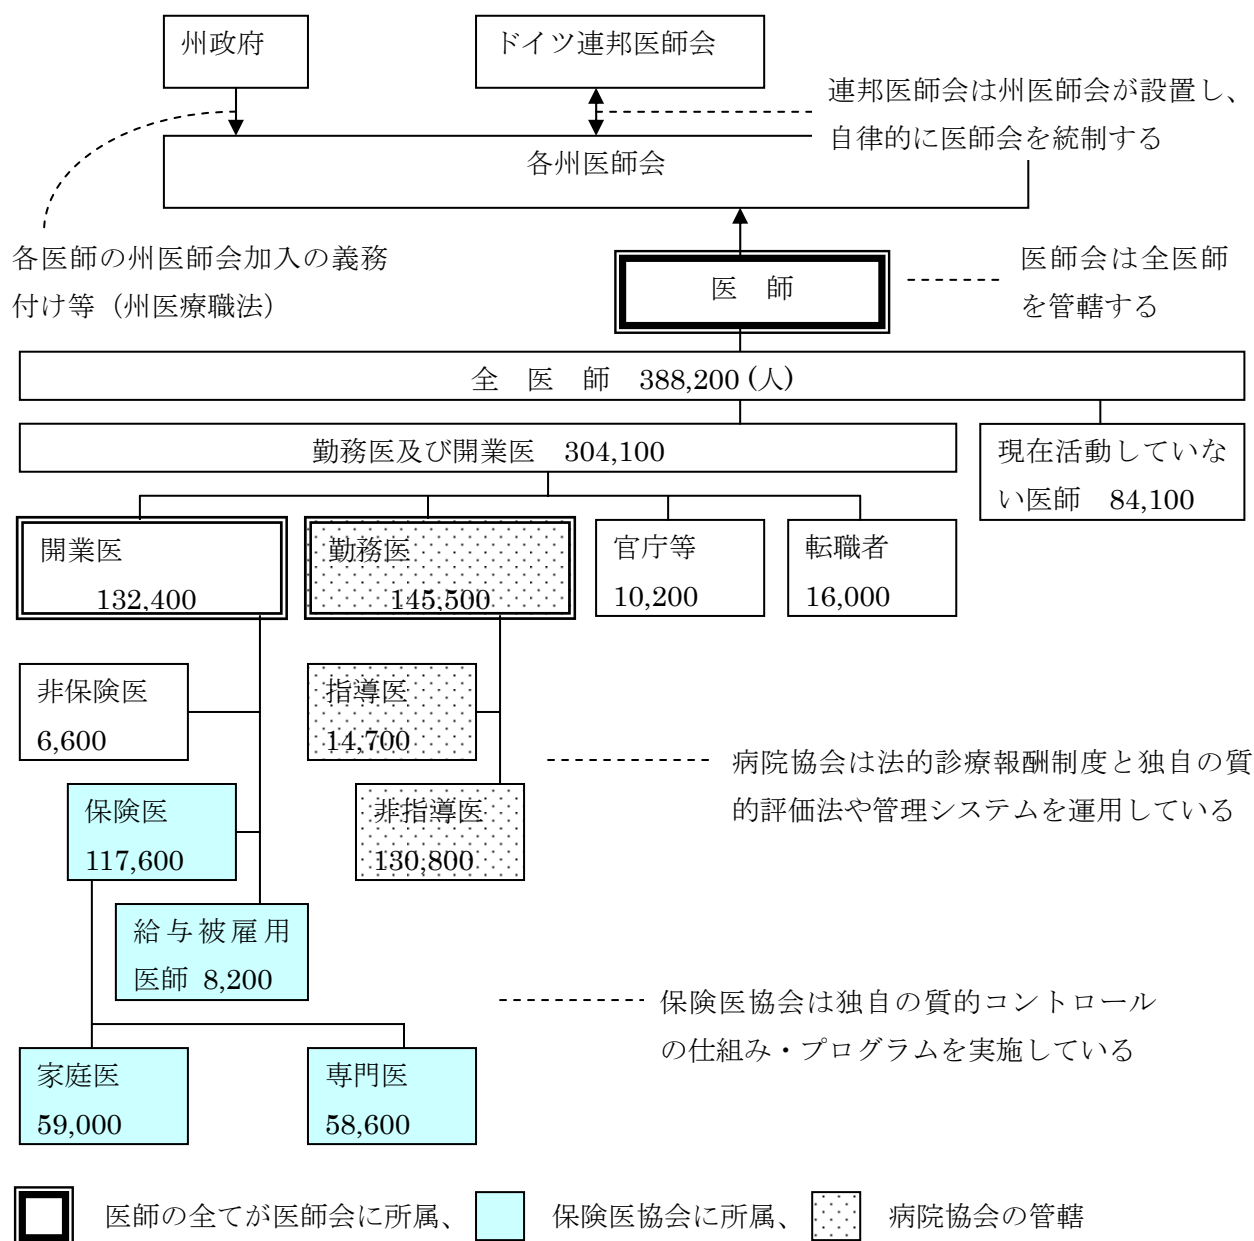 州政府
ドイツ連邦医師会
連邦医師会は州医師会が設置し、
自律的に医師会を統制する
各州医師会
各医師の州医師会加入の義務
付け等（州医療職法）
医　師
医師会は全医師
を管轄する
全　医　師　388,200 (人)
勤務医及び開業医　304,100
現在活動していな
い医師　84,100
開業医
132,400
勤務医
145,500
官庁等
10,200
転職者
16,000
非保険医
6,600
指導医
14,700
病院協会は法的診療報酬制度と独自の質
的評価法や管理システムを運用している
保険医
117,600
非指導医
130,800
給与被雇用
医師 8,200
保険医協会は独自の質的コントロール
の仕組み・プログラムを実施している
家庭医
59,000
専門医
58,600
医師の全てが医師会に所属、　保険医協会に所属、　病院協会の管轄